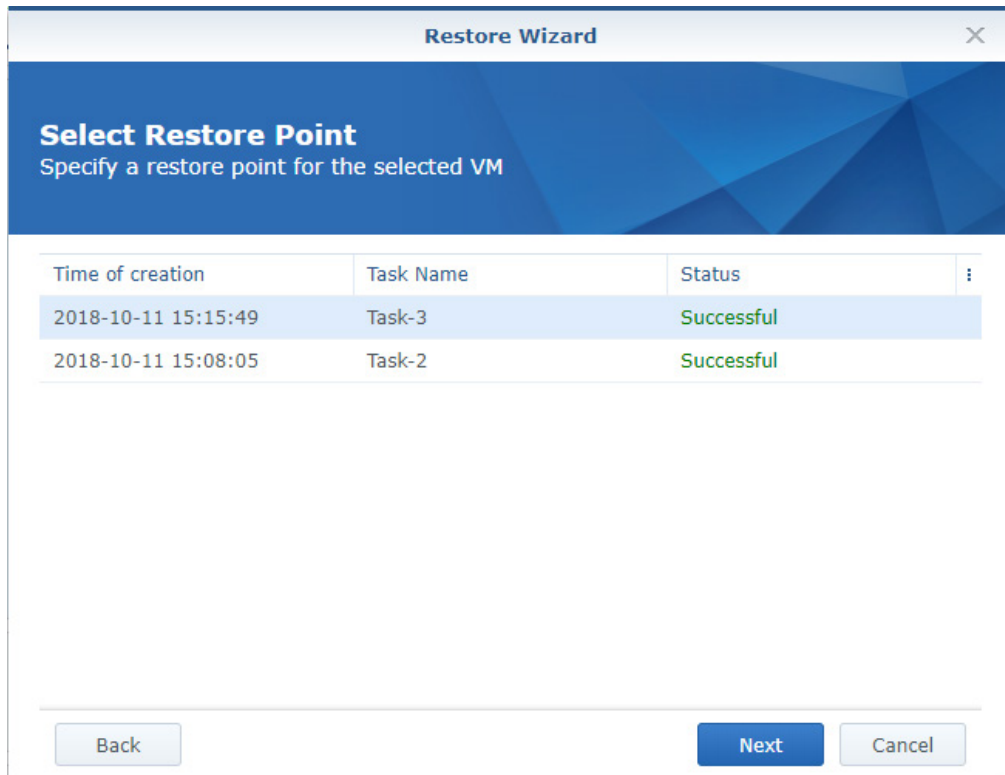 Restore Wizard
Select Restore Point
Specify a restore point for the selected VM
Time of creation Task Name Status
2018-10-11 15:15:49 Task-3 Successful
2018-10-11 15:08:05 Task-2 Successful
Back Next Cancel